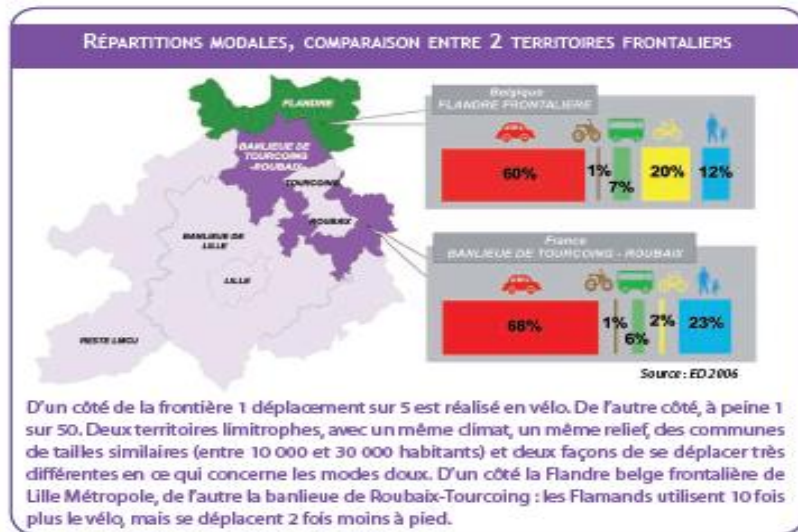 RÉPARTITIONS MODALES, COMPARAISON ENTRE 2 TERRITOIRES FRONTALIERS
FLANDRE
BANLIEUE DE
TOURCOING
-ROUBAIX-
TOURCOING
ROUBAIX
BANLIEUE DE
LILLE
LILLE
RESTE LMCU
Belgique
FLANDRE FRONTALIERE
60%
1%
7%
20%
12%
France
BANLIEUE DE TOURCOING - ROUBAIX
68%
1%
6%
2%
23%
Source : ED 2006
D'un côté de la frontière 1 déplacement sur 5 est réalisé en vélo. De l'autre côté, à peine 1
sur 50. Deux territoires limitrophes, avec un même climat, un même relief, des communes
de tailles similaires (entre 10 000 et 30 000 habitants) et deux façons de se déplacer très
différentes en ce qui concerne les modes doux. D'un côté la Flandre belge frontalière de
Lille Métropole, de l'autre la banlieue de Roubaix-Tourcoing : les Flamands utilisent 10 fois
plus le vélo, mais se déplacent 2 fois moins à pied.